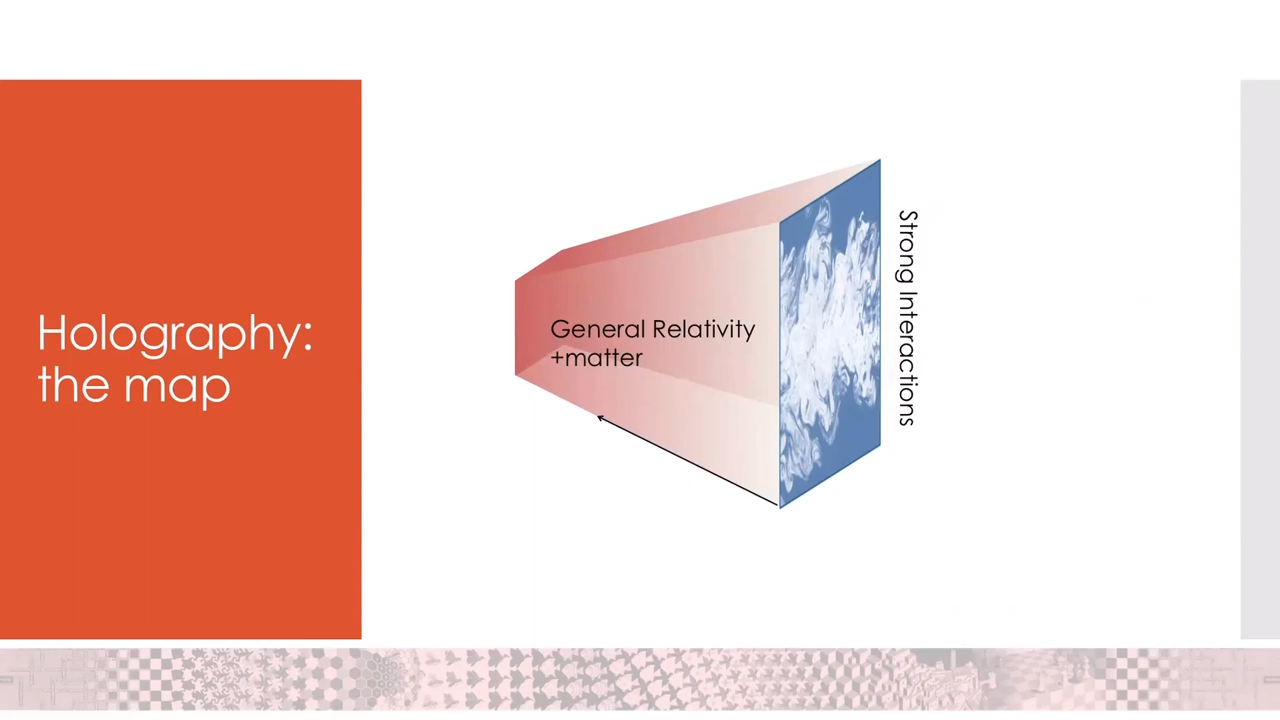 Holography:
the map
General Relativity
+matter
Strong Interactions